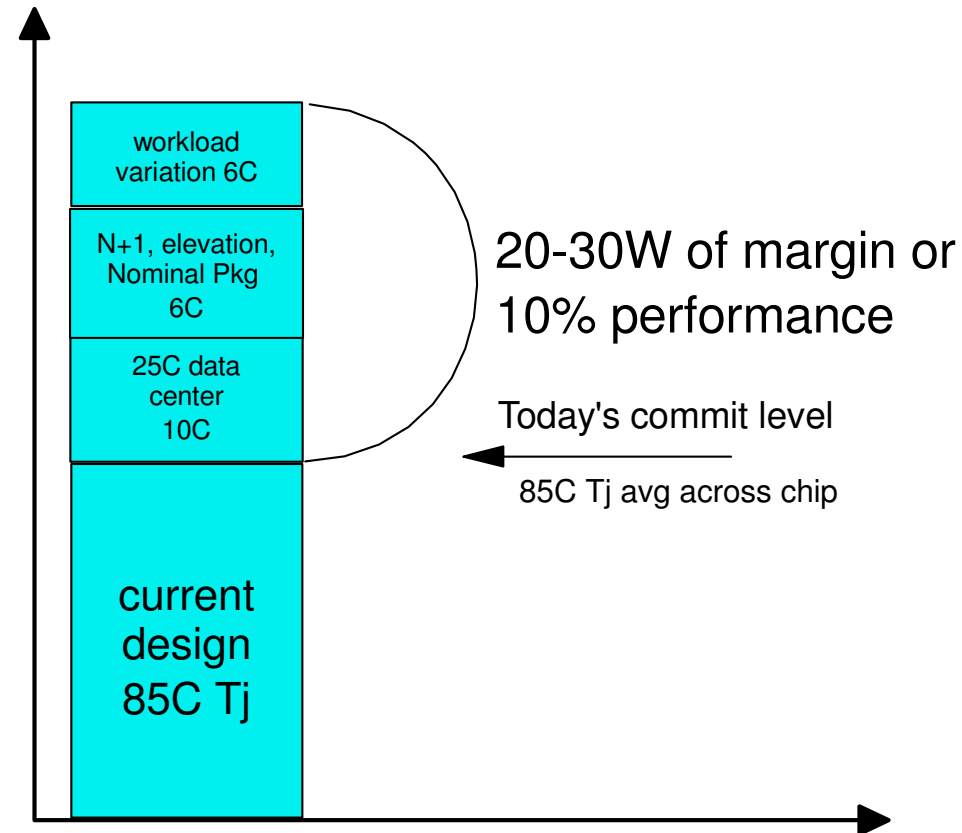 workload
variation 6C
N+1, elevation,
Nominal Pkg
6C
25C data
center
10C
current
design
85C Tj
20-30W of margin or
10% performance
Today's commit level
85C Tj avg across chip